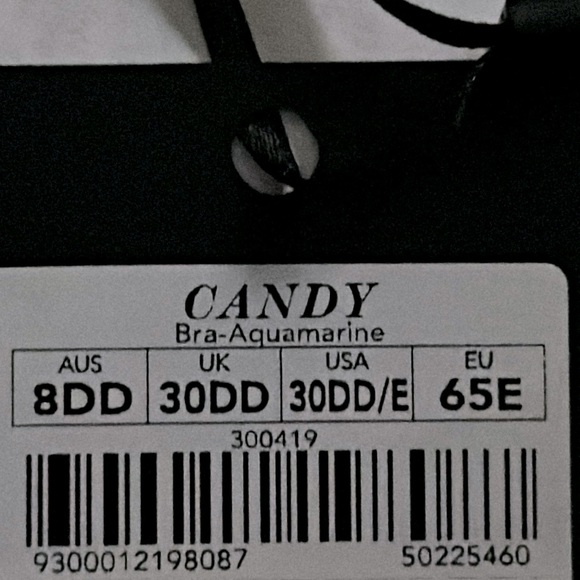 CANDY
Bra-Aquamarine
AUS UK USA EU
8DD 30DD 30DD/E 65E
300419
9300012198087 50225460